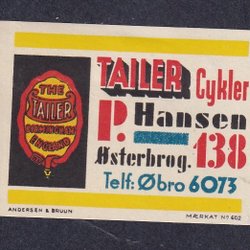 THE
TAILER
BIRMINGHAM
ENGLAND
TAILER Cykler
P. Hansen
Østerbrog. 138
Telf: Øbro 6073
ANDERSEN & BRUUN MÆRKAT No 602